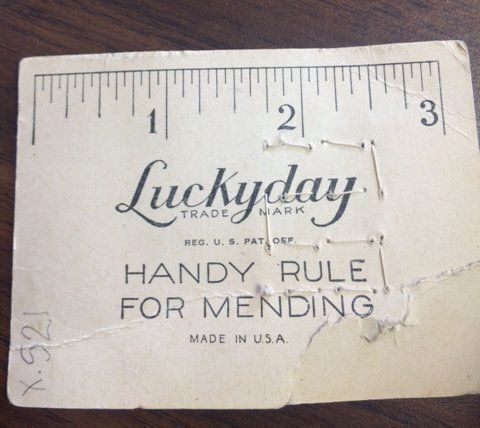 1 2 3
Luckyday
TRADE MARK
REG. U. S. PAT. OFF.
HANDY RULE
FOR MENDING
MADE IN U.S.A.
X.521